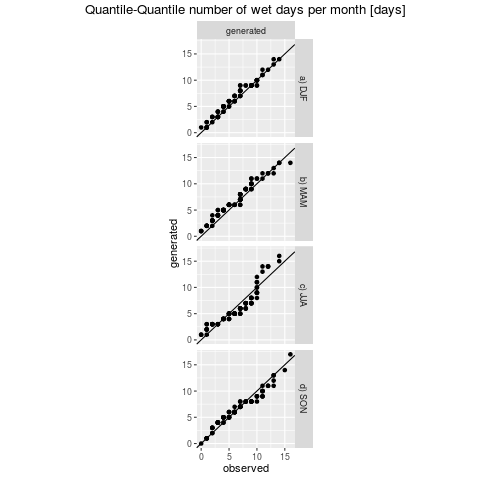 Quantile-Quantile number of wet days per month [days]
generated
15
10
5
0
a) DJF
15
10
5
0
b) MAM
generated
15
10
5
0
c) JJA
15
10
5
0
d) SON
0 5 10 15
observed